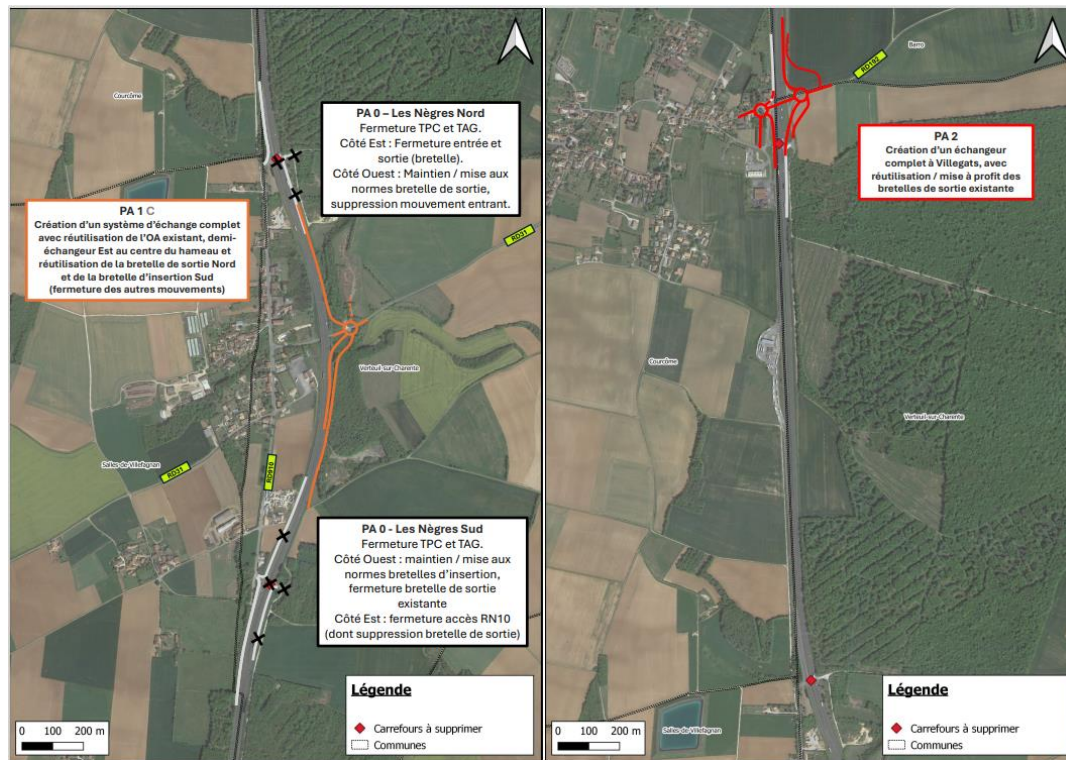 Courcôme
PA 0 – Les Nègres Nord
Fermeture TPC et TAG.
Côté Est : Fermeture entrée et
sortie (bretelle).
Côté Ouest : Maintien / mise aux
normes bretelle de sortie,
suppression mouvement entrant.
PA 1 C
Création d'un système d'échange complet
avec réutilisation de l'OA existant, demi-
échangeur Est au centre du hameau et
réutilisation de la bretelle de sortie Nord
et de la bretelle d'insertion Sud
(fermeture des autres mouvements)
RD31
Verteuil-sur-Charente
Salles-de-Villefagnan
RD31
RD910
PA 0 - Les Nègres Sud
Fermeture TPC et TAG.
Côté Ouest : maintien / mise aux
normes bretelles d'insertion,
fermeture bretelle de sortie
existante
Côté Est : fermeture accès RN10
(dont suppression bretelle de sortie)
Légende
Carrefours à supprimer
Communes
0 100 200 m
Barro
RD192
PA 2
Création d'un échangeur
complet à Villegats, avec
réutilisation / mise à profit des
bretelles de sortie existante
Courcôme
Verteuil-sur-Charente
Salles-de-Villefagnan
Légende
Carrefours à supprimer
Communes
0 100 200 m